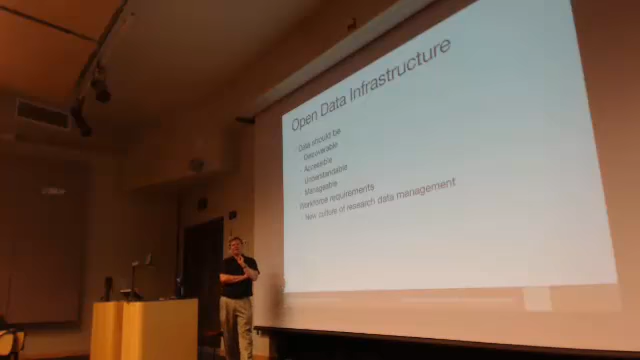 Open Data Infrastructure
Data should be
Discoverable
Accessible
Understandable
Manageable
Workforce requirements
New culture of research data management